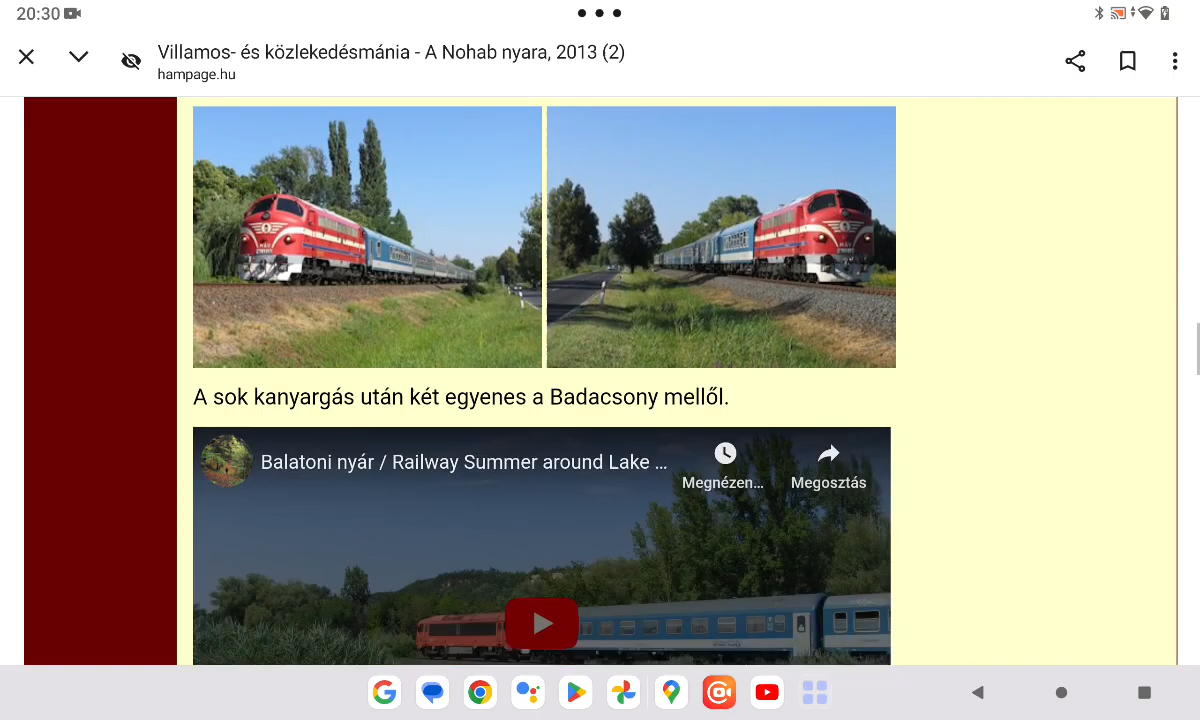 20:30
Villamos- és közlekedésmánia - A Nohab nyara, 2013 (2)
hampage.hu
MÁV
A sok kanyargás után két egyenes a Badacsony mellől.
Balatoni nyár / Railway Summer around Lake ...
Megnézen...
Megosztás